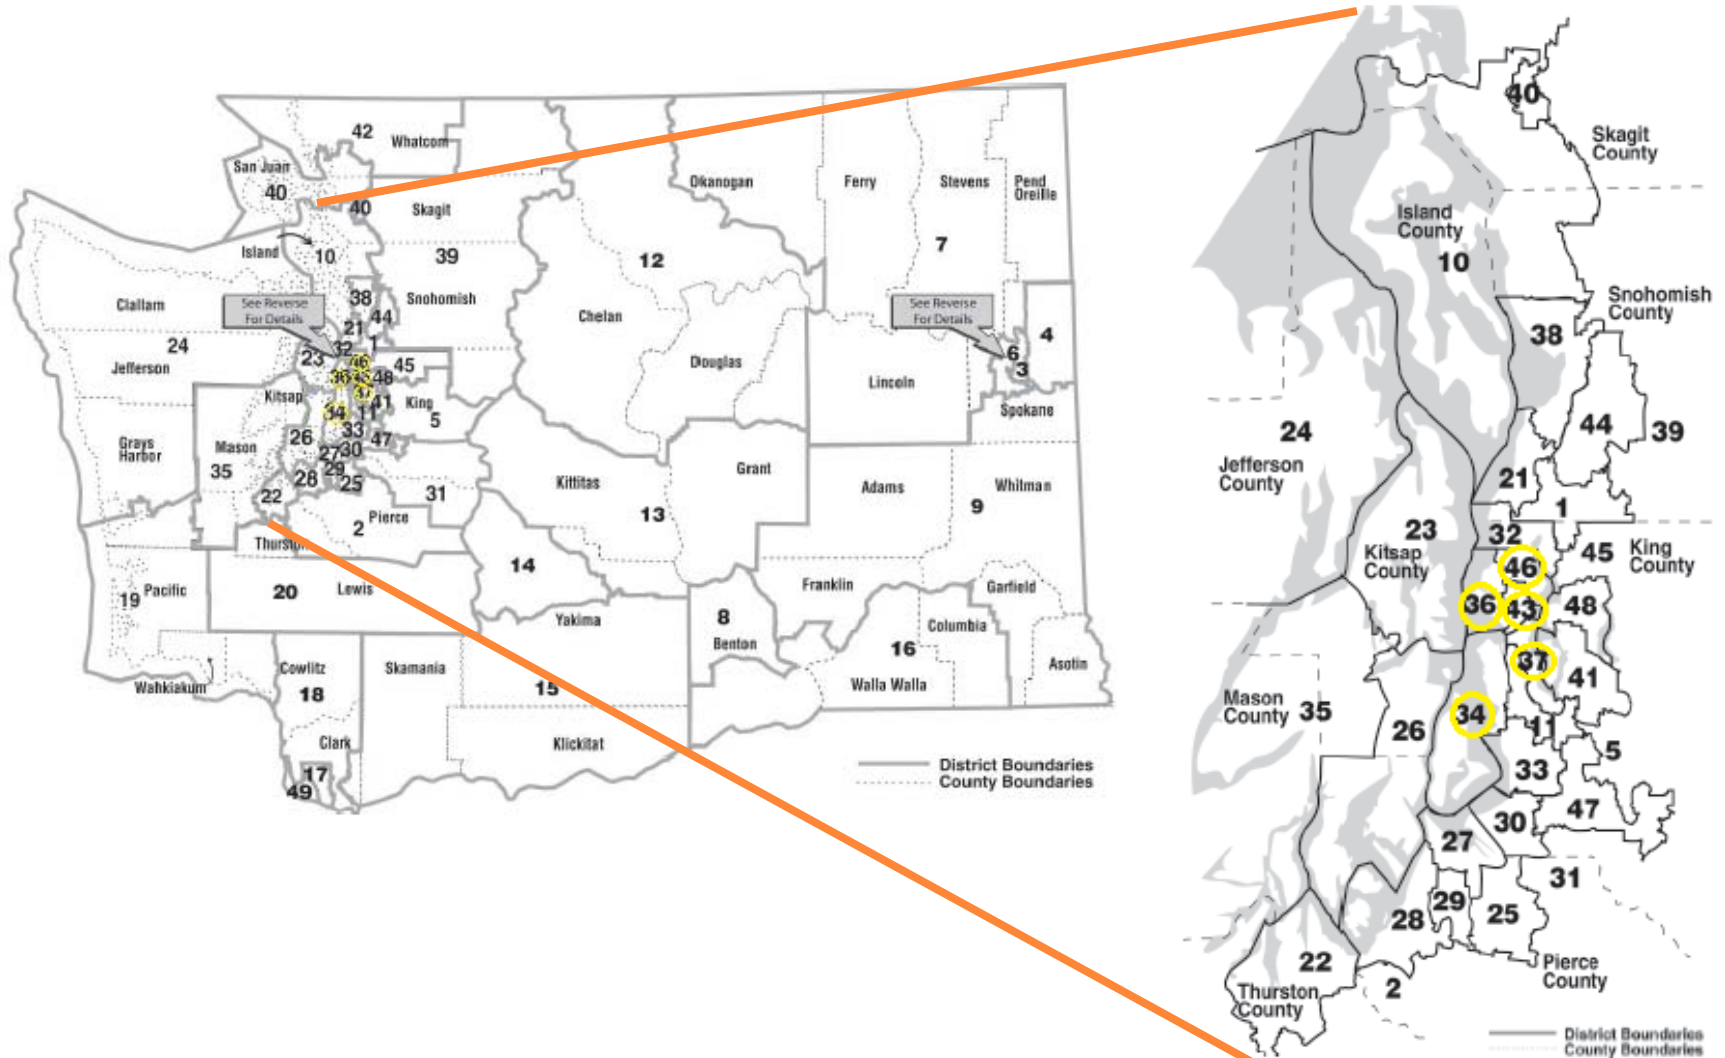 42
Whatcom
San Juan
40
40
Skagit
Okanogan
Ferry
Stevens
Pend
Oreille
Island
10
39
12
7
Clallam
See Reverse
For Details
38
44
Snohomish
Chelan
See Reverse
For Details
4
21
24
Jefferson
23
32
1
46
45
6
3
Douglas
Lincoln
36
43
48
Kitsap
37
41
King
5
Spokane
34
11
Grays
Harbor
Mason
35
26
33
47
27
30
29
28
25
22
31
Kittitas
Grant
Adams
Whitman
9
2
Pierce
13
Thurston
14
20
Lewis
Franklin
Garfield
19
Pacific
Yakima
8
Benton
Columbia
16
Walla Walla
Asotin
Wahkiakum
Cowlitz
18
Skamania
15
Clark
Klickitat
17
49
District Boundaries
County Boundaries
40
Skagit
County
Island
County
10
Snohomish
County
38
24
44
39
Jefferson
County
21
1
23
32
Kitsap
County
45
King
County
46
36
43
48
37
41
Mason
County
35
34
26
11
5
33
47
30
27
31
29
28
25
22
Pierce
County
2
Thurston
County
District Boundaries
County Boundaries